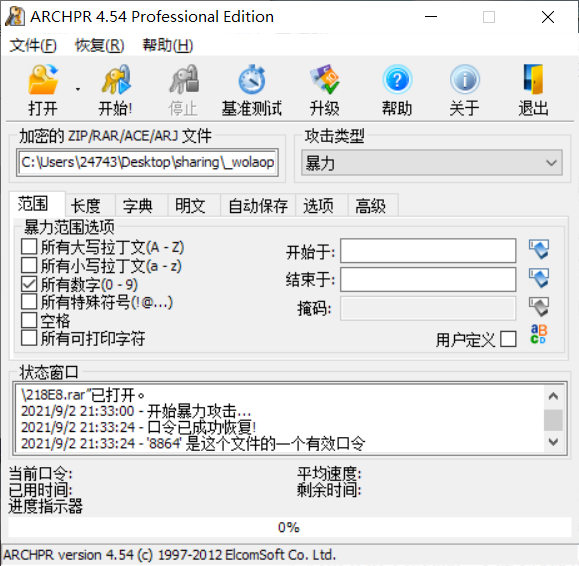 ARCHPR 4.54 Professional Edition
文件(F) 恢复(R) 帮助(H)
打开 开始! 停止 基准测试 升级 帮助 关于 退出
加密的 ZIP/RAR/ACE/ARJ 文件 攻击类型
C:\Users\24743\Desktop\sharing\_wolaop 暴力
范围 长度 字典 明文 自动保存 选项 高级
暴力范围选项
所有大写拉丁文(A - Z) 开始于:
所有小写拉丁文(a - z)
所有数字(0 - 9) 结束于:
所有特殊符号(!@...) 掩码:
空格
所有可打印字符 用户定义
状态窗口
\218E8.rar"已打开。
2021/9/2 21:33:00 - 开始暴力攻击...
2021/9/2 21:33:24 - 口令已成功恢复!
2021/9/2 21:33:24 - '8864' 是这个文件的一个有效口令
当前口令: 平均速度:
已用时间: 剩余时间:
进度指示器
0%
ARCHPR version 4.54 (c) 1997-2012 ElcomSoft Co. Ltd.